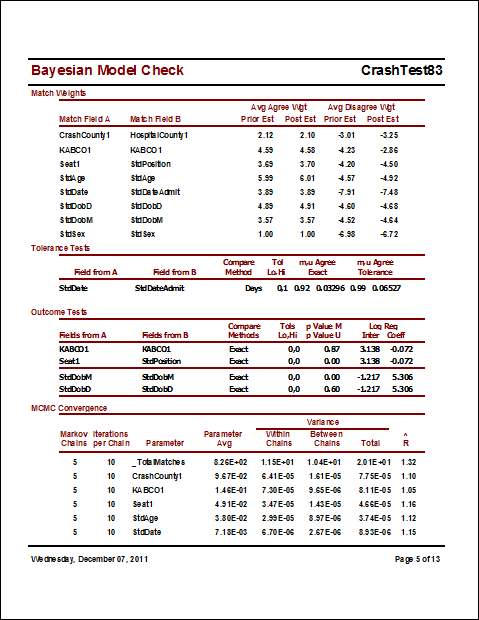 Bayesian Model Check CrashTest83
Match Weights
Avg Agree Wgt Avg Disagree Wgt
Match Field A Match Field B Prior Est Post Est Prior Est Post Est
CrashCounty1 HospitalCounty1 2.12 2.10 -3.01 -3.25
KABCO1 KABCO1 4.59 4.58 -4.23 -2.86
Seat1 StdPosition 3.69 3.70 -4.20 -4.50
StdAge StdAge 5.99 6.01 -4.57 -4.92
StdDate StdDateAdmit 3.89 3.89 -7.91 -7.48
StdDobD StdDobD 4.89 4.91 -4.60 -4.68
StdDobM StdDobM 3.57 3.57 -4.52 -4.64
StdSex StdSex 1.00 1.00 -6.98 -6.72
Tolerance Tests
Compare Tol m,u Agree m,u Agree
Field from A Field from B Method Lo,Hi Exact Tolerance
StdDate StdDateAdmit Days 0,1 0.92 0.03296 0.99 0.06527
Outcome Tests
Compare Tols p Value M Log Reg
Fields from A Fields from B Methods Lo,Hi p Value U Inter Coeff
KABCO1 KABCO1 Exact 0,0 0.87 3.138 -0.072
Seat1 StdPosition Exact 0,0 0.00 3.138 -0.072
StdDobM StdDobM Exact 0,0 0.00 -1.217 5.306
StdDobD StdDobD Exact 0,0 0.60 -1.217 5.306
MCMC Convergence
Variance
Markov Iterations Parameter Within Between ^
Chains per Chain Parameter Avg Chains Chains Total R
5 10 _TotalMatches 8.26E+02 1.15E+01 1.04E+01 2.01E+01 1.32
5 10 CrashCounty1 9.67E-02 6.41E-05 1.61E-05 7.75E-05 1.10
5 10 KABCO1 1.46E-01 7.30E-05 9.65E-06 8.11E-05 1.05
5 10 Seat1 4.91E-02 3.47E-05 1.43E-05 4.66E-05 1.16
5 10 StdAge 3.80E-02 2.99E-05 8.97E-06 3.74E-05 1.12
5 10 StdDate 7.18E-03 6.70E-06 2.67E-06 8.93E-06 1.15
Wednesday, December 07, 2011 Page 5 of 13